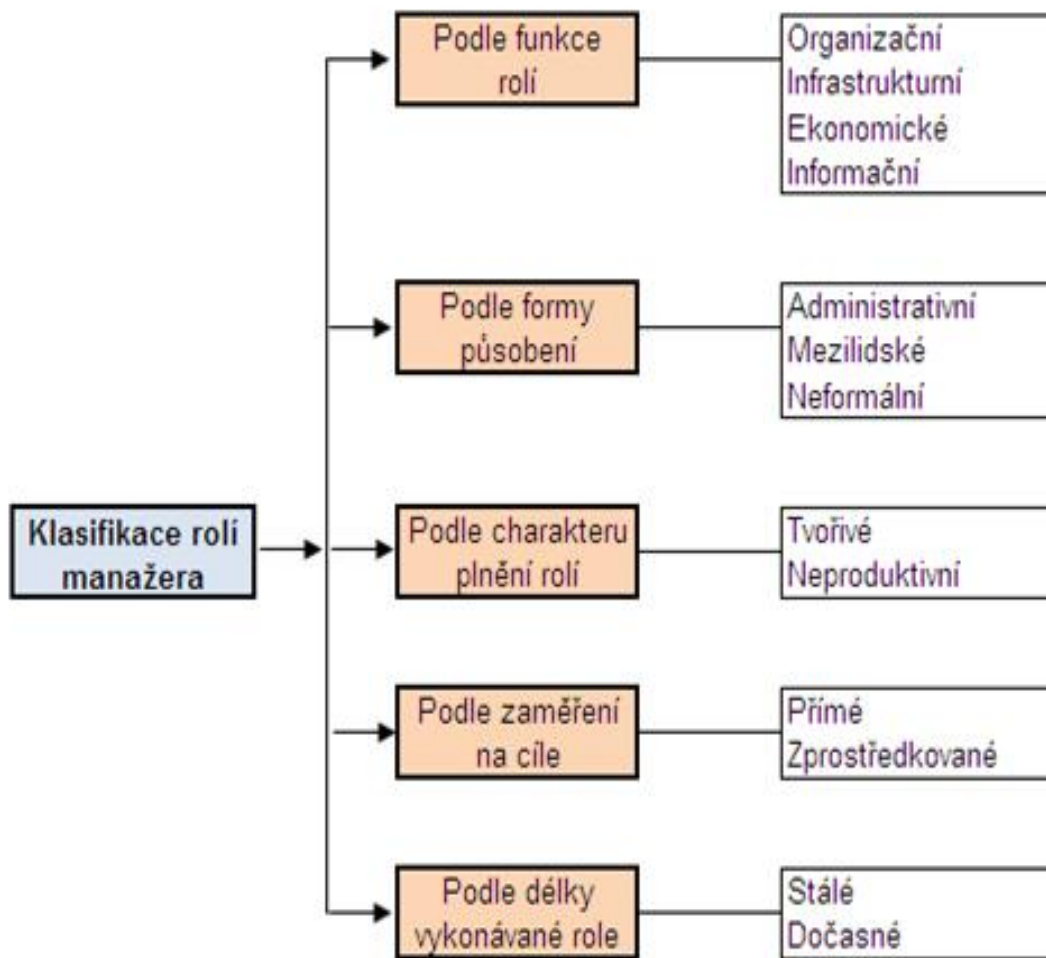 Podle funkce
rolí
Organizační
Infrastrukturní
Ekonomické
Informační
Podle formy
působení
Administrativní
Mezilidské
Neformální
Klasifikace rolí
manažera
Podle charakteru
plnění rolí
Tvořivé
Neproduktivní
Podle zaměření
na cíle
Přímé
Zprostředkované
Podle délky
vykonávané role
Stálé
Dočasné